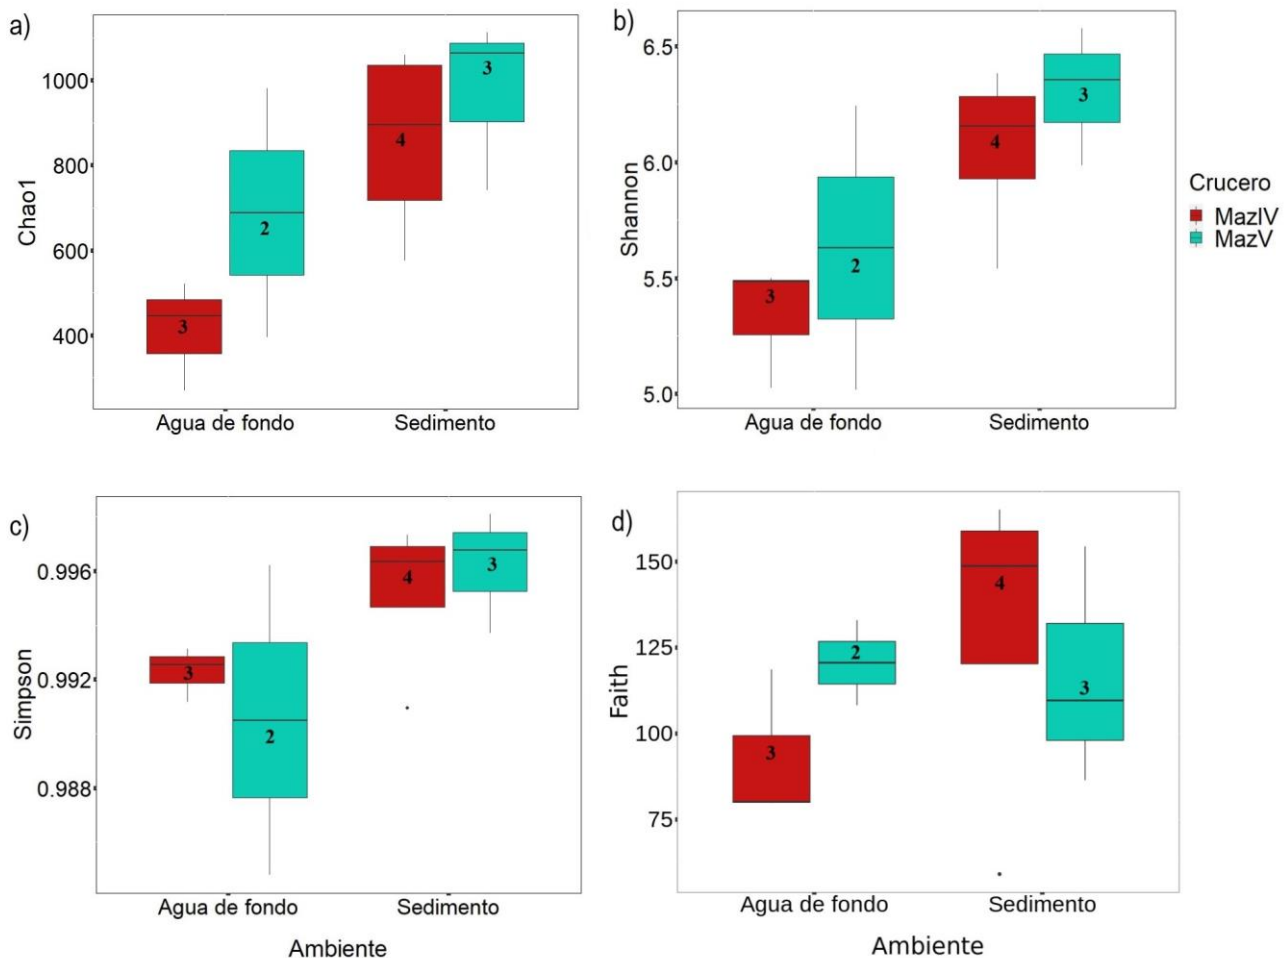 a)
Chao1
1000
800
600
400
3
2
4
3
Agua de fondo
Sedimento
b)
Shannon
6.5
6.0
5.5
5.0
3
2
4
3
Agua de fondo
Sedimento
Crucero
MazIV
MazV
c)
Simpson
0.996
0.992
0.988
3
2
4
3
Agua de fondo
Sedimento
Ambiente
d)
Faith
150
125
100
75
3
2
4
3
Agua de fondo
Sedimento
Ambiente